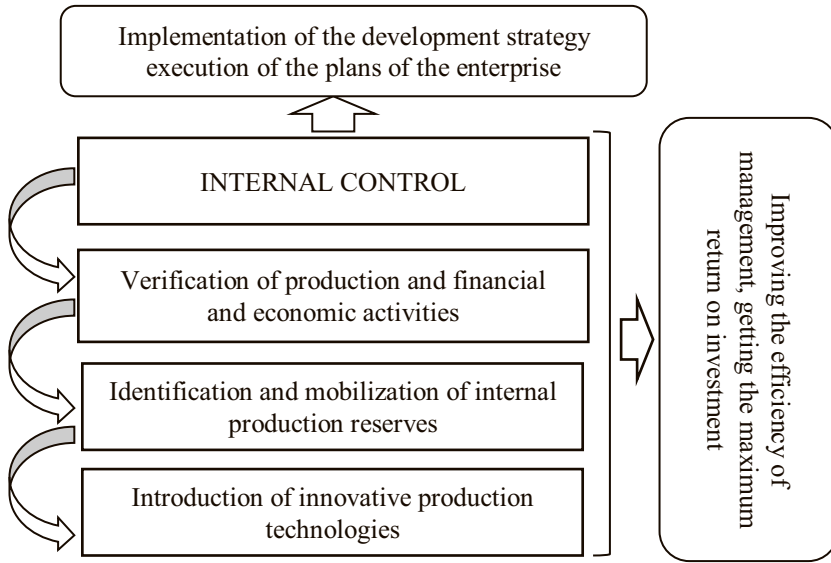 Implementation of the development strategy
execution of the plans of the enterprise
INTERNAL CONTROL
Verification of production and financial
and economic activities
Identification and mobilization of internal
production reserves
Introduction of innovative production
technologies
Improving the efficiency of
management, getting the maximum
return on investment